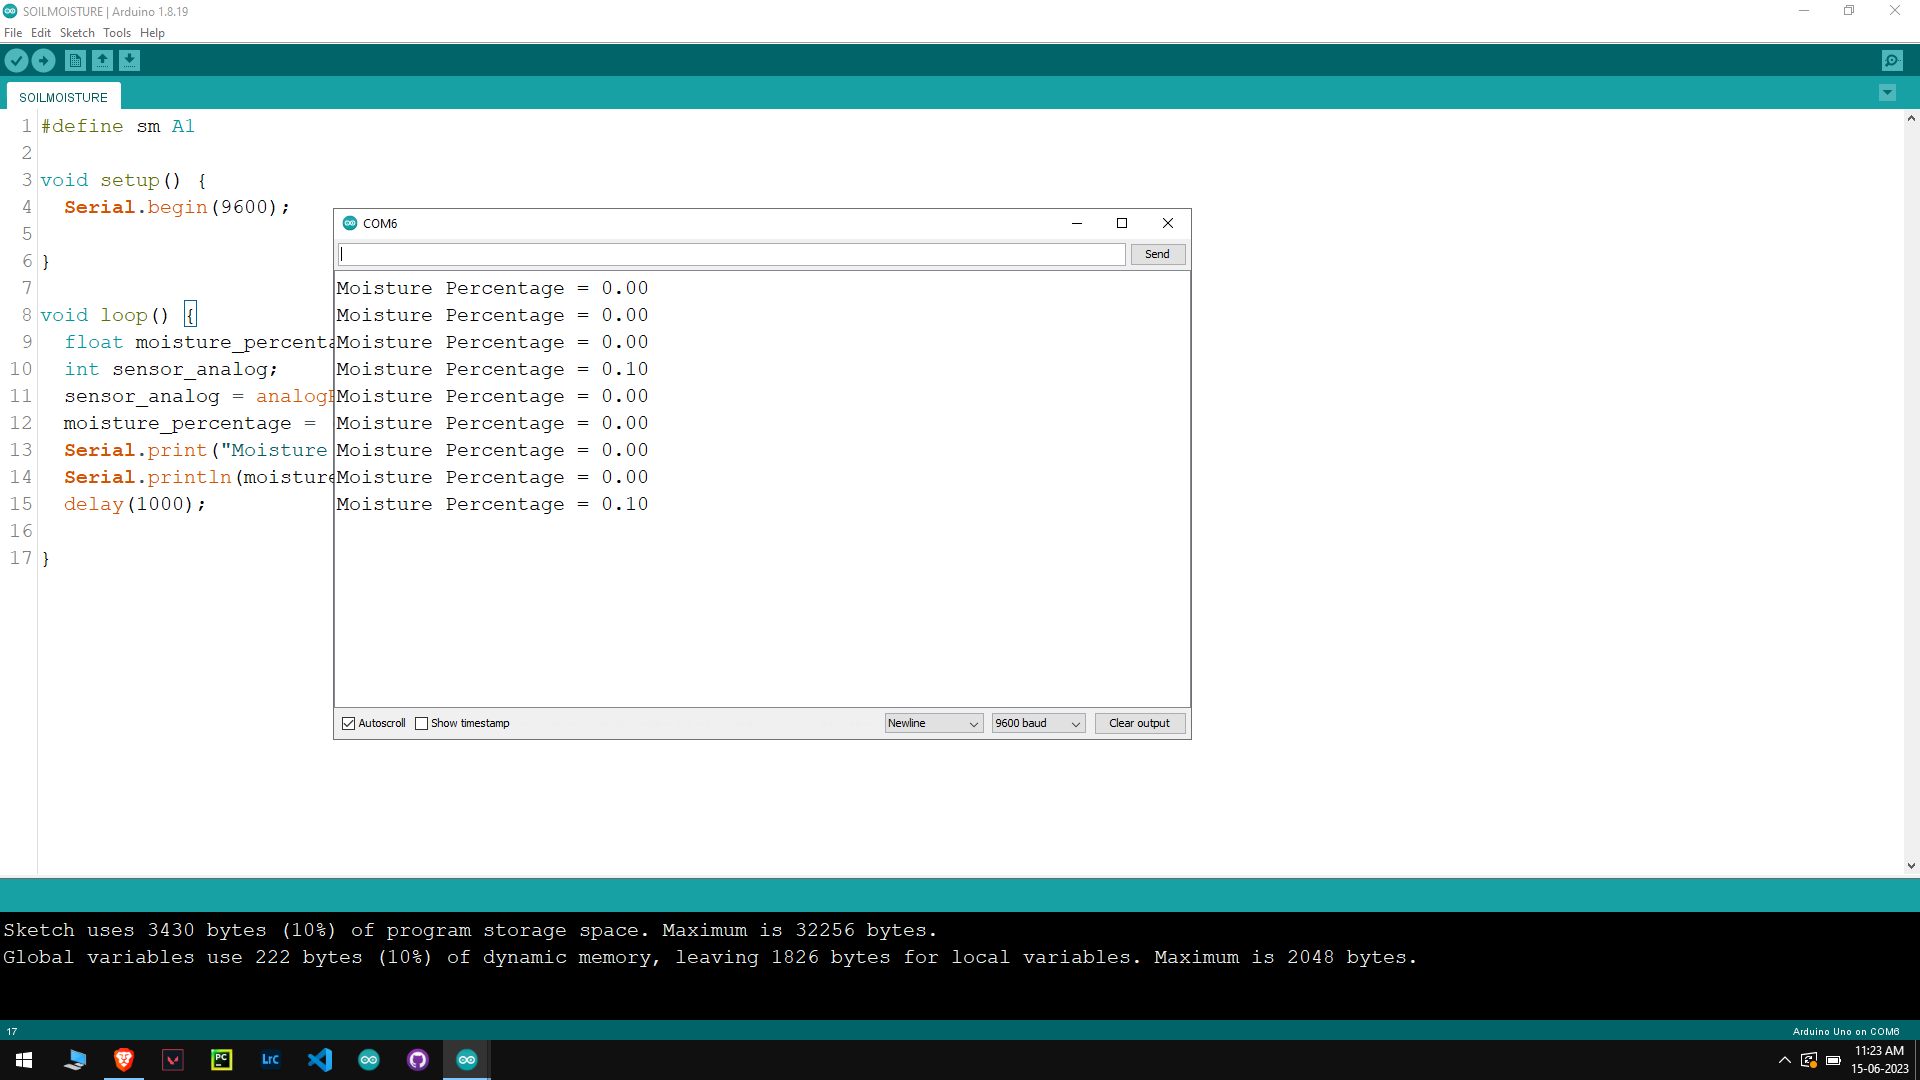 SOILMOISTURE | Arduino 1.8.19
File Edit Sketch Tools Help
SOILMOISTURE
1 #define sm A1
2
3 void setup() {
4 Serial.begin(9600);
5
6 }
7
8 void loop() {
9 float moisture_percenta
10 int sensor_analog;
11 sensor_analog = analog
12 moisture_percentage =
13 Serial.print("Moisture
14 Serial.println(moisture
15 delay(1000);
16
17 }
COM6
Send
Moisture Percentage = 0.00
Moisture Percentage = 0.00
Moisture Percentage = 0.00
Moisture Percentage = 0.10
Moisture Percentage = 0.00
Moisture Percentage = 0.00
Moisture Percentage = 0.00
Moisture Percentage = 0.00
Moisture Percentage = 0.10
Autoscroll Show timestamp Newline 9600 baud Clear output
Sketch uses 3430 bytes (10%) of program storage space. Maximum is 32256 bytes.
Global variables use 222 bytes (10%) of dynamic memory, leaving 1826 bytes for local variables. Maximum is 2048 bytes.
17 Arduino Uno on COM6
PC Lrc
11:23 AM
15-06-2023